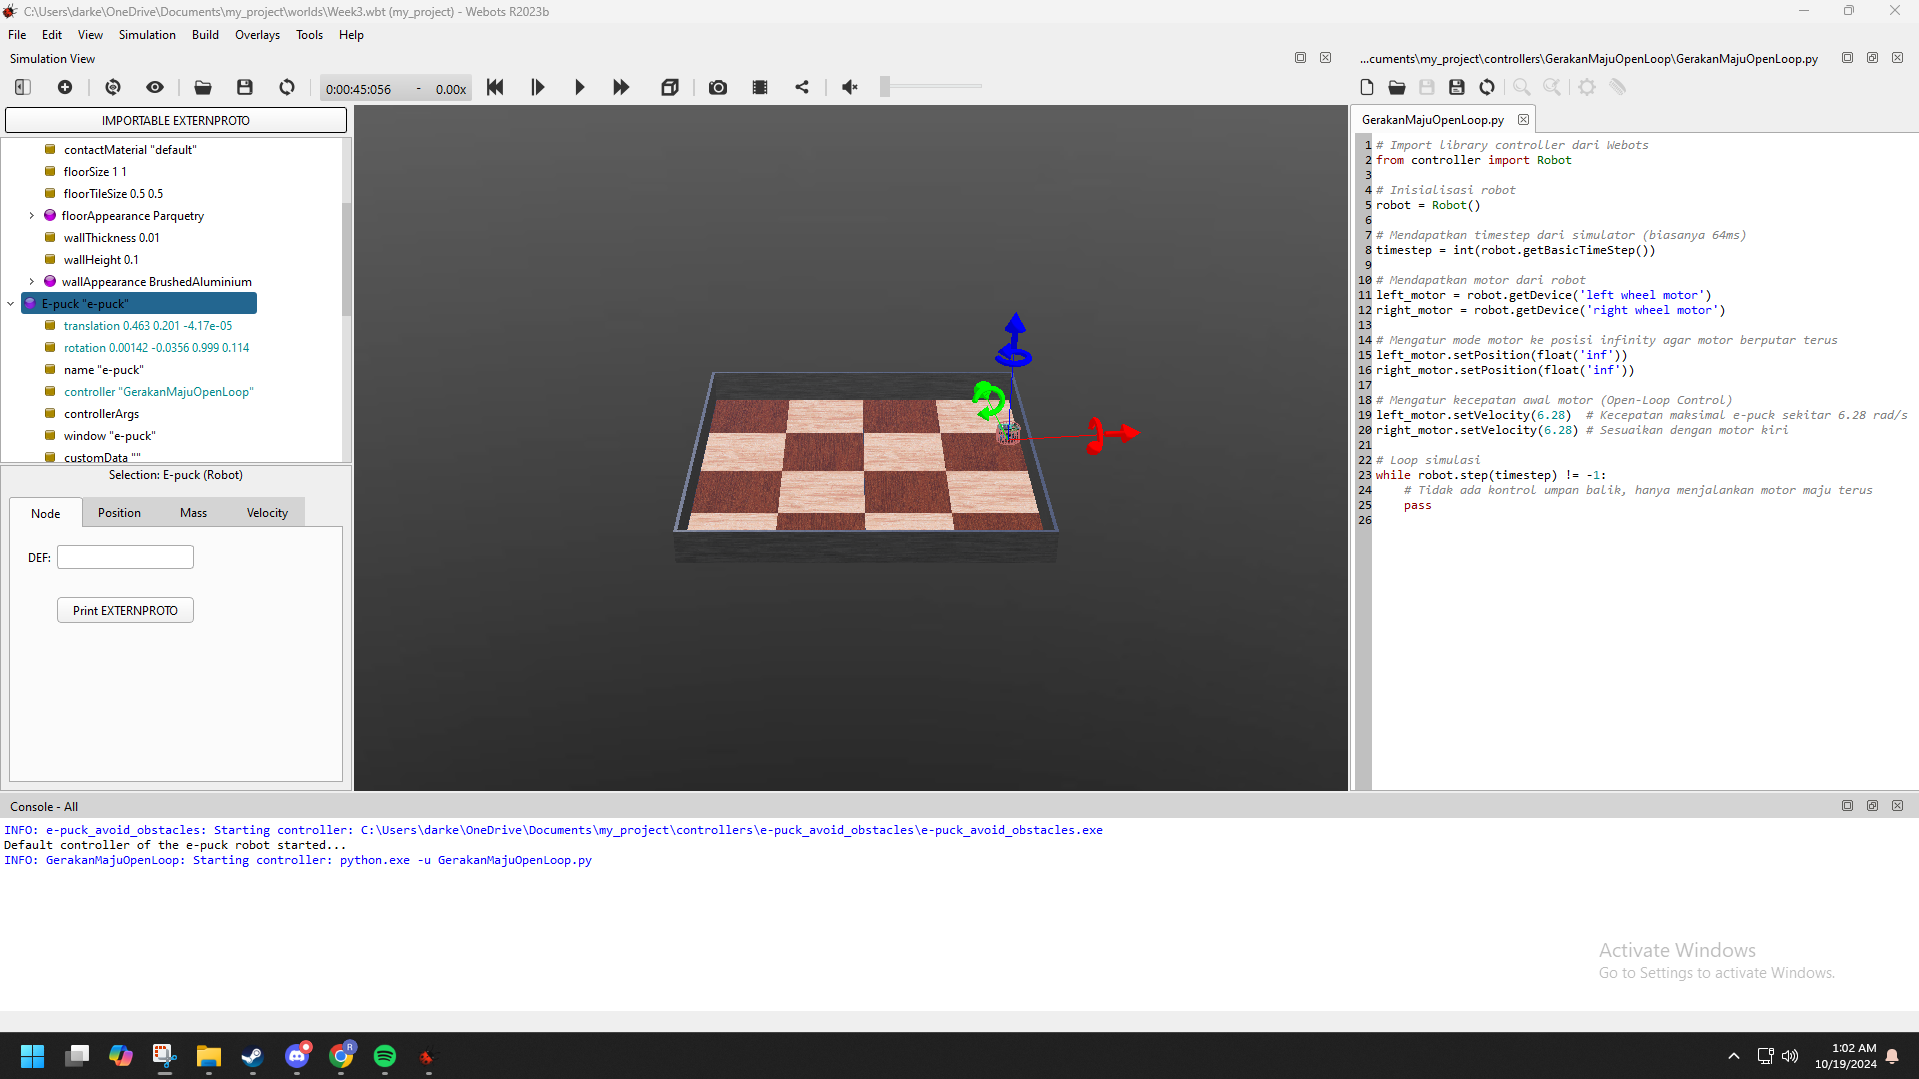 C:\Users\darke\OneDrive\Documents\my_project\worlds\Week3.wbt (my_project) - Webots R2023b
File Edit View Simulation Build Overlays Tools Help
Simulation View
0:00:45:056 - 0.00x
IMPORTABLE EXTERNPROTO
contactMaterial "default"
floorSize 1 1
floorTileSize 0.5 0.5
floorAppearance Parquetry
wallThickness 0.01
wallHeight 0.1
wallAppearance BrushedAluminium
E-puck "e-puck"
translation 0.463 0.201 -4.17e-05
rotation 0.00142 -0.0356 0.999 0.114
name "e-puck"
controller "GerakanMajuOpenLoop"
controllerArgs
window "e-puck"
customData ""
Selection: E-puck (Robot)
Node Position Mass Velocity
DEF:
Print EXTERNPROTO
...cuments\my_project\controllers\GerakanMajuOpenLoop\GerakanMajuOpenLoop.py
GerakanMajuOpenLoop.py
1 # Import library controller dari Webots
2 from controller import Robot
3
4 # Inisialisasi robot
5 robot = Robot()
6
7 # Mendapatkan timestep dari simulator (biasanya 64ms)
8 timestep = int(robot.getBasicTimeStep())
9
10 # Mendapatkan motor dari robot
11 left_motor = robot.getDevice('left wheel motor')
12 right_motor = robot.getDevice('right wheel motor')
13
14 # Mengatur mode motor ke posisi infinity agar motor berputar terus
15 left_motor.setPosition(float('inf'))
16 right_motor.setPosition(float('inf'))
17
18 # Mengatur kecepatan awal motor (Open-Loop Control)
19 left_motor.setVelocity(6.28)  # Kecepatan maksimal e-puck sekitar 6.28 rad/s
20 right_motor.setVelocity(6.28) # Sesuaikan dengan motor kiri
21
22 # Loop simulasi
23 while robot.step(timestep) != -1:
24     # Tidak ada kontrol umpan balik, hanya menjalankan motor maju terus
25     pass
26
Console - All
INFO: e-puck_avoid_obstacles: Starting controller: C:\Users\darke\OneDrive\Documents\my_project\controllers\e-puck_avoid_obstacles\e-puck_avoid_obstacles.exe
Default controller of the e-puck robot started...
INFO: GerakanMajuOpenLoop: Starting controller: python.exe -u GerakanMajuOpenLoop.py
Activate Windows
Go to Settings to activate Windows.
R
1:02 AM
10/19/2024